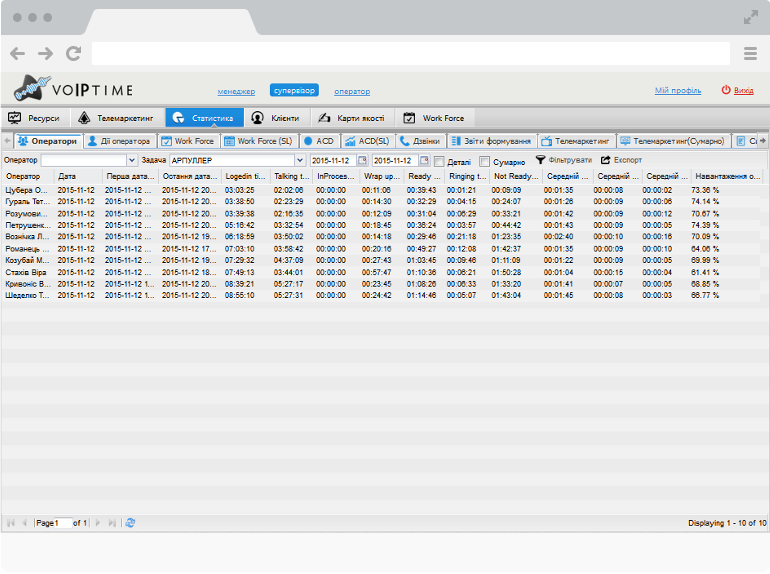 VOIPTIME менеджер супервізор оператор Мій профіль Вихід
Ресурси Телемаркетинг Статистика Клієнти Карти якості Work Force
Оператори Дії оператора Work Force Work Force (SL) ACD ACD(SL) Дзвінки Звіти формування Телемаркетинг Телемаркетинг(Сумарно)
Оператор Задача АРПУЛЛЕР 2015-11-12 2015-11-12 Деталі Сумарно Фільтрувати Експорт
Оператор Дата Перша дата... Остання дата... Logedin ti... Talking t... InProces... Wrap up... Ready ... Ringing t... Not Ready... Середній ... Середній ... Середній ... Навантаження о...
Цубера О... 2015-11-12 2015-11-12 ... 2015-11-12 20... 03:03:25 02:02:06 00:00:00 00:11:06 00:39:43 00:01:21 00:09:09 00:01:35 00:00:08 00:00:02 73.36 %
Гураль Тет... 2015-11-12 2015-11-12 ... 2015-11-12 20... 03:38:50 02:23:29 00:00:00 00:14:30 00:32:29 00:04:15 00:24:07 00:01:26 00:00:09 00:00:06 74.14 %
Розумови... 2015-11-12 2015-11-12 ... 2015-11-12 20... 03:39:38 02:16:35 00:00:00 00:12:09 00:31:04 00:06:29 00:33:21 00:01:42 00:00:09 00:00:12 70.67 %
Петрушенк... 2015-11-12 2015-11-12 ... 2015-11-12 20... 05:16:42 03:32:54 00:00:00 00:18:45 00:38:24 00:03:57 00:44:42 00:01:43 00:00:09 00:00:05 74.39 %
Вознічка Л... 2015-11-12 2015-11-12 ... 2015-11-12 19... 06:18:59 03:50:02 00:00:00 00:14:18 00:29:46 00:21:18 00:23:35 00:02:40 00:00:10 00:00:16 70.09 %
Романець ... 2015-11-12 2015-11-12 ... 2015-11-12 17... 07:03:10 03:58:42 00:00:00 00:20:16 00:49:27 00:12:08 01:42:37 00:01:35 00:00:09 00:00:10 64.06 %
Козубай М... 2015-11-12 2015-11-12 ... 2015-11-12 19... 07:29:32 04:37:09 00:00:00 00:27:43 01:03:45 00:09:46 01:11:09 00:01:22 00:00:09 00:00:05 69.99 %
Стахів Віра 2015-11-12 2015-11-12 ... 2015-11-12 18... 07:49:13 03:44:01 00:00:00 00:57:47 01:10:36 00:06:21 01:50:28 00:01:04 00:00:15 00:00:04 61.41 %
Кривоніс В... 2015-11-12 2015-11-12 1... 2015-11-12 20... 08:39:21 05:27:17 00:00:00 00:23:45 01:08:26 00:06:33 01:33:20 00:01:41 00:00:07 00:00:05 68.85 %
Шеделко Т... 2015-11-12 2015-11-12 1... 2015-11-12 20... 08:55:10 05:27:31 00:00:00 00:24:42 01:14:46 00:05:07 01:43:04 00:01:45 00:00:08 00:00:03 66.77 %
Page 1 of 1 Displaying 1 - 10 of 10